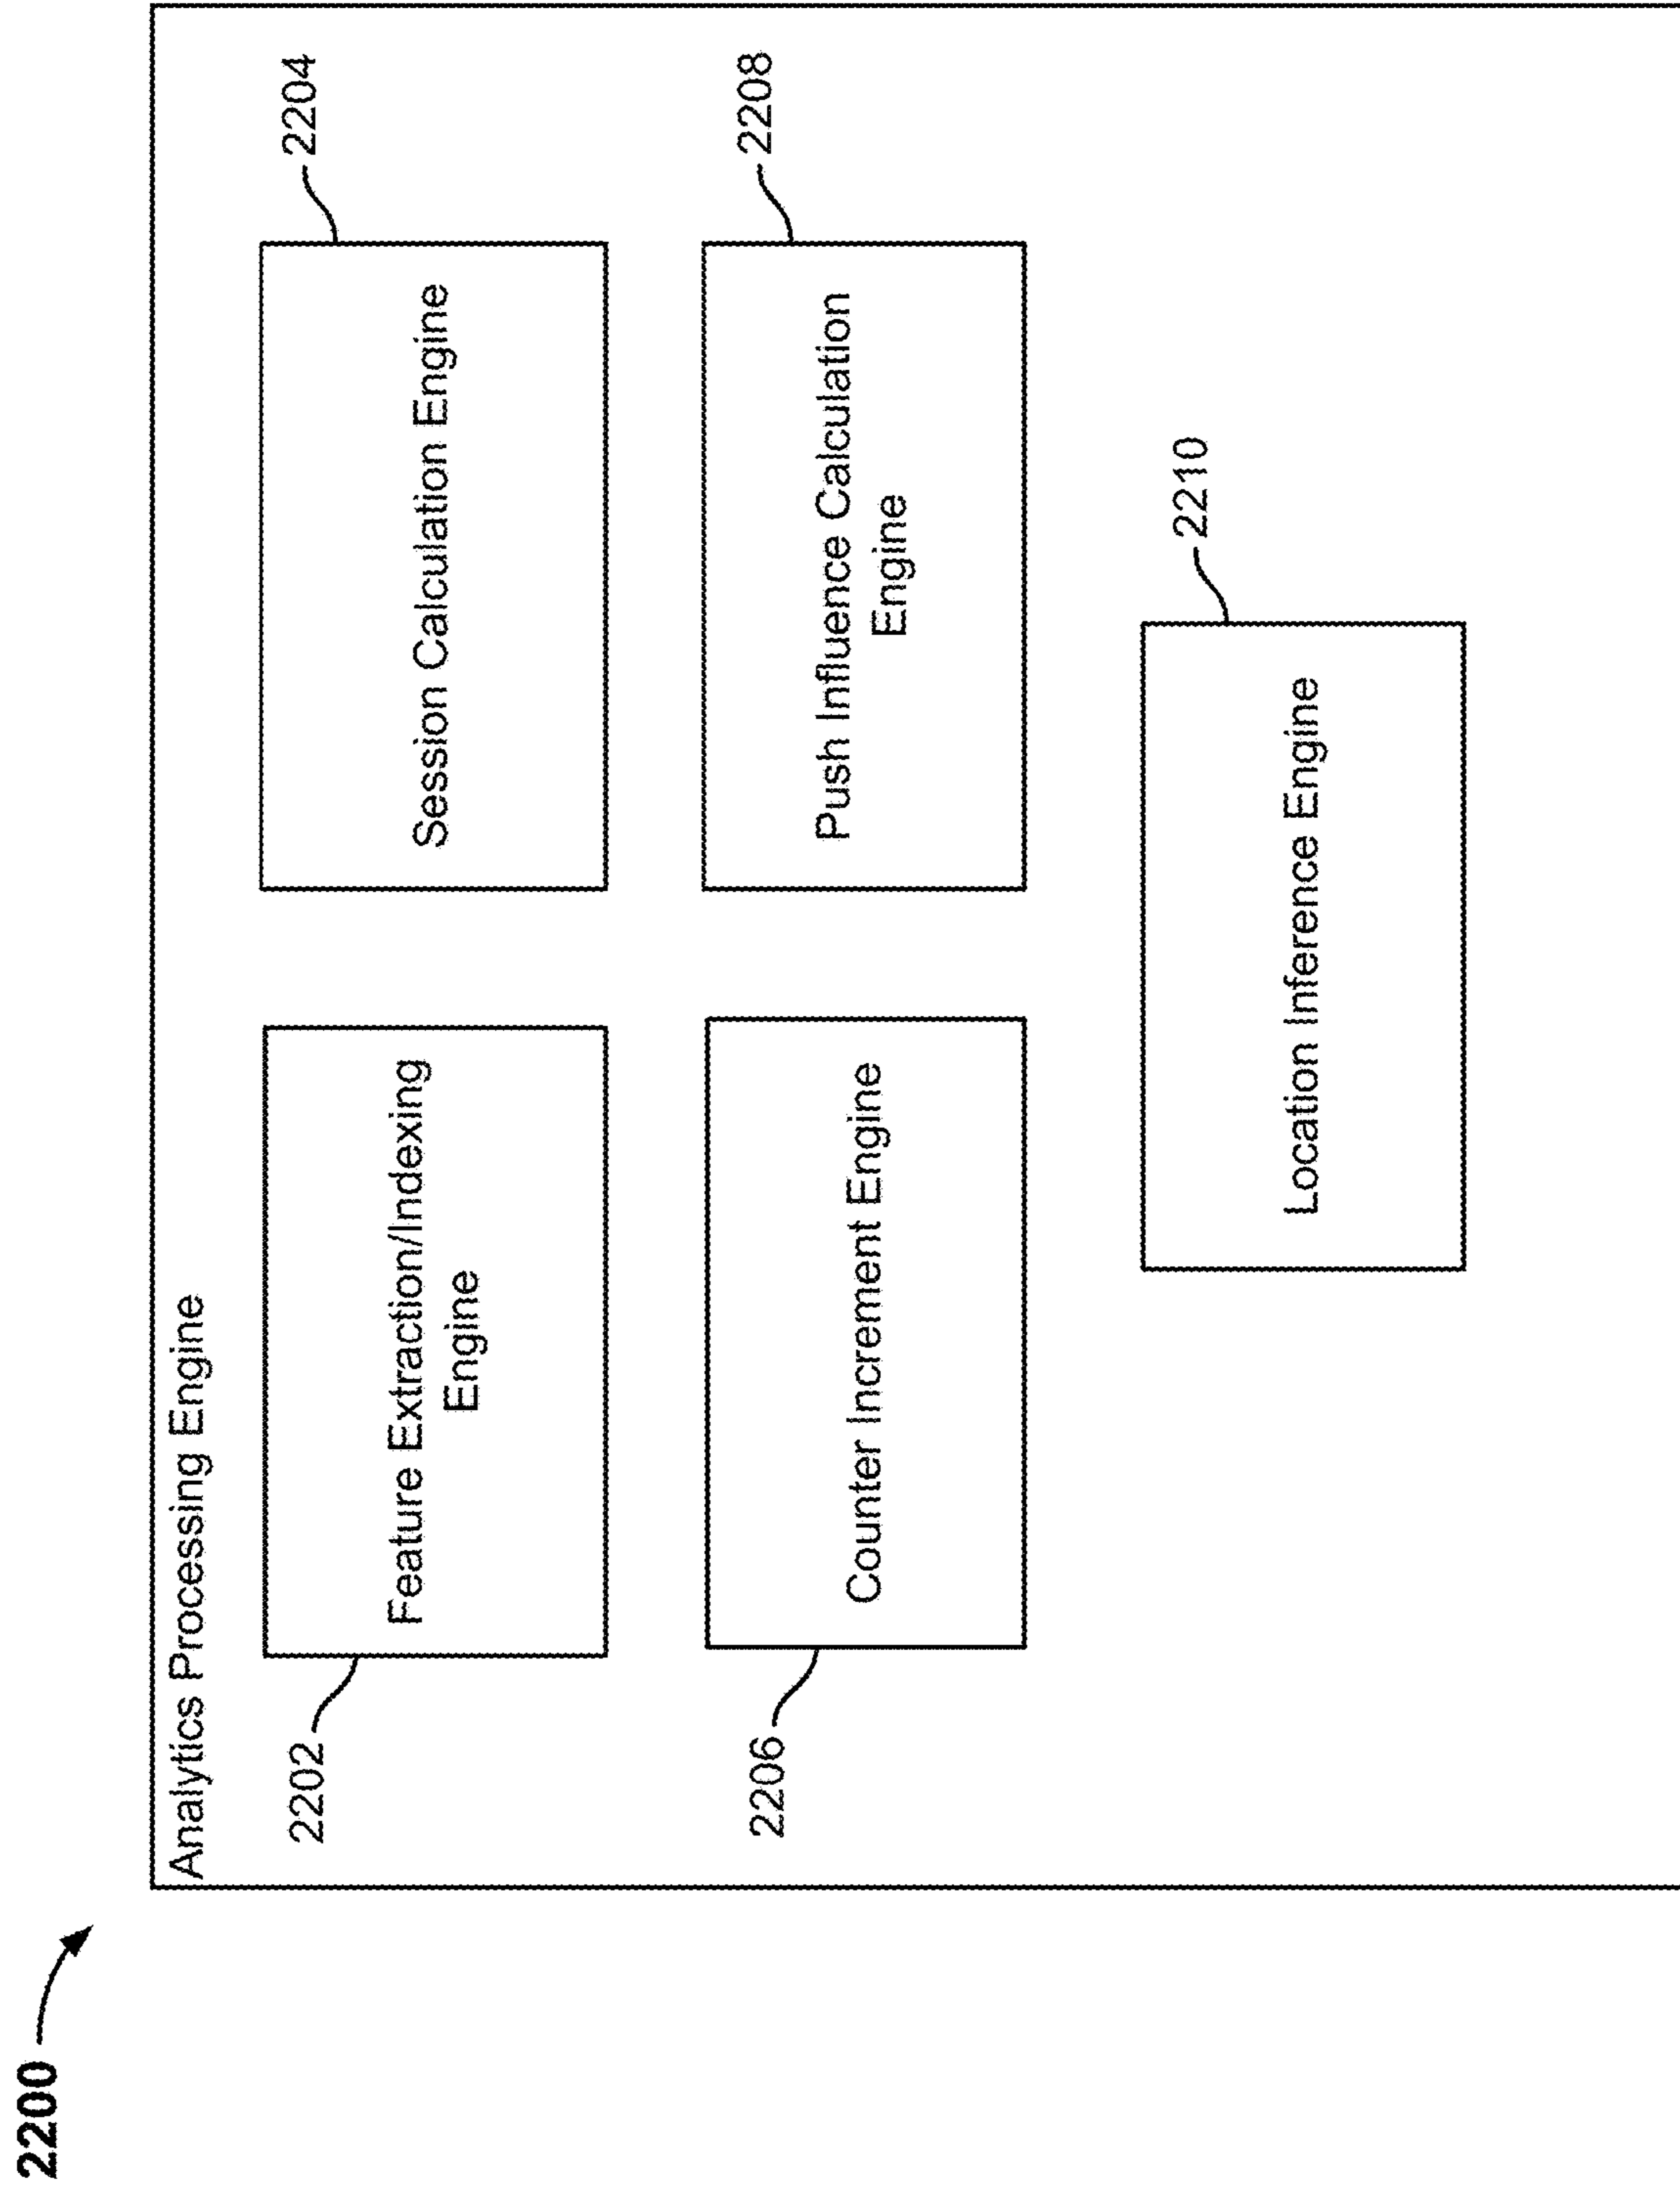 2200
Analytics Processing Engine
2202
Feature Extraction/Indexing
Engine
Session Calculation Engine
2204
2206
Counter Increment Engine
Push Influence Calculation
Engine
2208
Location Inference Engine
2210